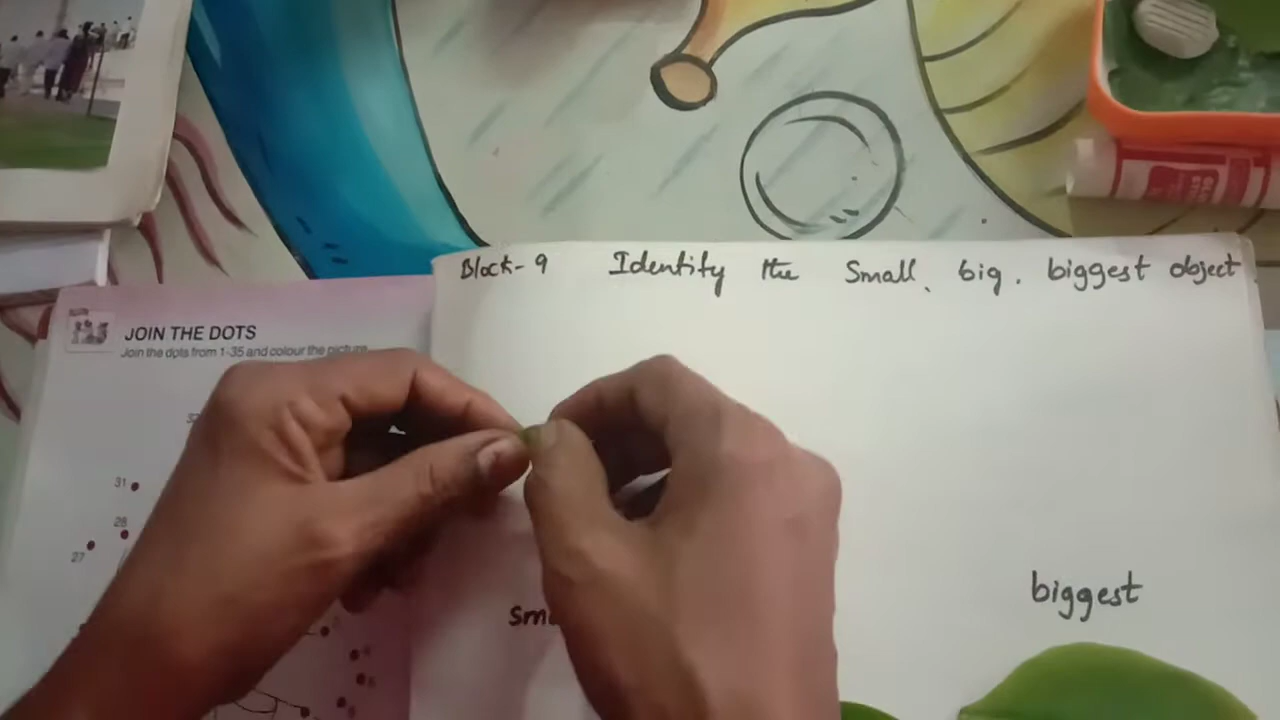 Block-9 Identify the Small, big. biggest object
JOIN THE DOTS
Join the dots from 1-35 and colour the picture
31
28
27
biggest